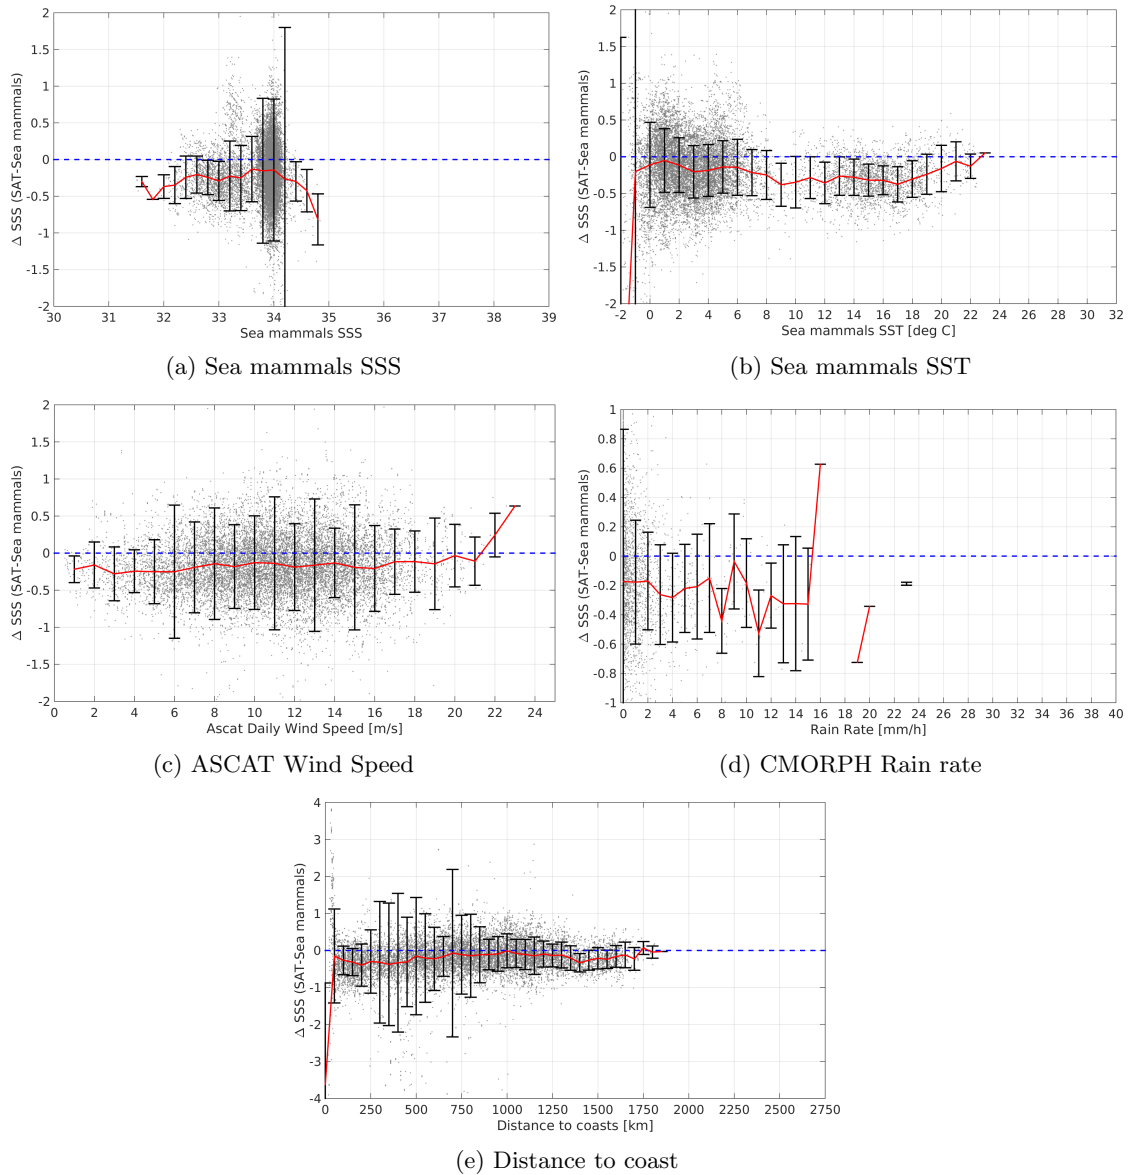 2
1.5
1
0.5
0
-0.5
-1
-1.5
-2
Δ SSS (SAT-Sea mammals)
30 31 32 33 34 35 36 37 38 39
Sea mammals SSS
(a) Sea mammals SSS
2
1.5
1
0.5
0
-0.5
-1
-1.5
-2
Δ SSS (SAT-Sea mammals)
-2 0 2 4 6 8 10 12 14 16 18 20 22 24 26 28 30 32
Sea mammals SST [deg C]
(b) Sea mammals SST
2
1.5
1
0.5
0
-0.5
-1
-1.5
-2
Δ SSS (SAT-Sea mammals)
0 2 4 6 8 10 12 14 16 18 20 22 24
Ascat Daily Wind Speed [m/s]
(c) ASCAT Wind Speed
1
0.8
0.6
0.4
0.2
0
-0.2
-0.4
-0.6
-0.8
-1
Δ SSS (SAT-Sea mammals)
0 2 4 6 8 10 12 14 16 18 20 22 24 26 28 30 32 34 36 38 40
Rain Rate [mm/h]
(d) CMORPH Rain rate
4
3
2
1
0
-1
-2
-3
-4
Δ SSS (SAT-Sea mammals)
0 250 500 750 1000 1250 1500 1750 2000 2250 2500 2750
Distance to coasts [km]
(e) Distance to coast